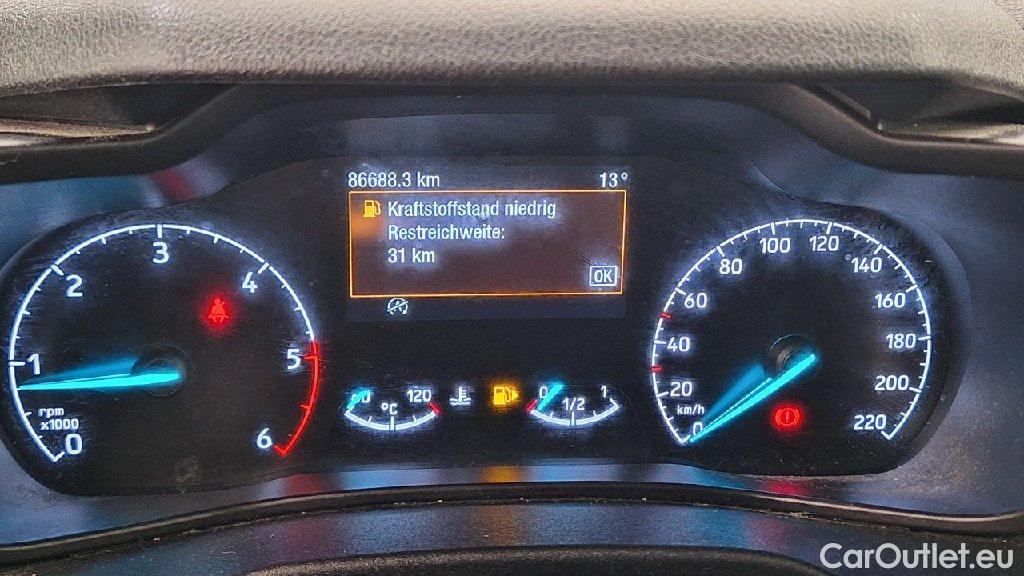 86688.3 km 13°
Kraftstoffstand niedrig
Restreichweite:
31 km
OK
0 1 2 3 4 5 6
rpm
x1000
120
°C
0 1/2 1
0 20 40 60 80 100 120 140 160 180 200 220
km/h
CarOutlet.eu